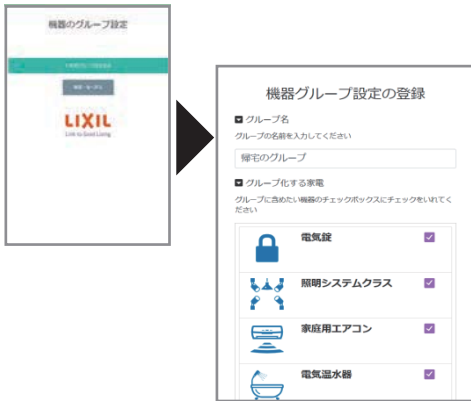 機器のグループ設定
LIXIL
Link to Good Living
機器グループ設定の登録
グループ名
グループの名前を入力してください
帰宅のグループ
グループ化する家電
グループに含めたい機器のチェックボックスにチェックをいれてく
ださい
電気錠
照明システムクラス
家庭用エアコン
電気温水器